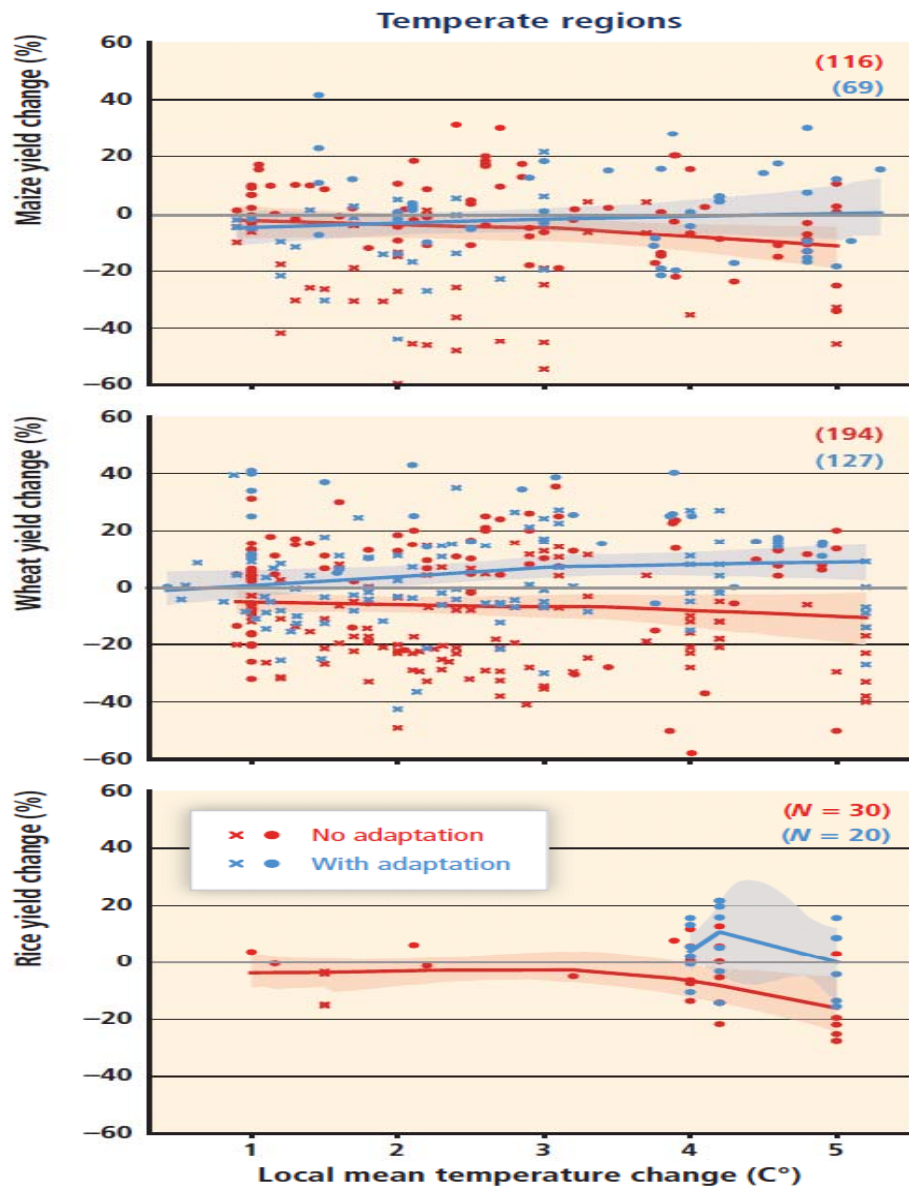 Temperate regions
Maize yield change (%)
60
40
20
0
−20
−40
−60
(116)
(69)
Wheat yield change (%)
60
40
20
0
−20
−40
−60
(194)
(127)
Rice yield change (%)
60
40
20
0
−20
−40
−60
No adaptation
With adaptation
(N = 30)
(N = 20)
1 2 3 4 5
Local mean temperature change (C°)